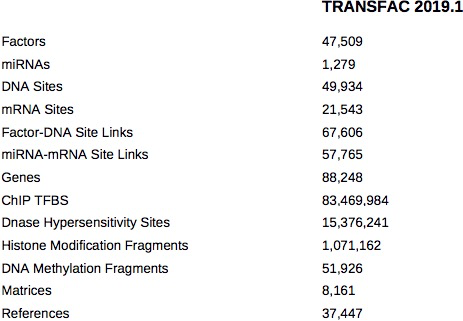 TRANSFAC 2019.1
Factors 47,509
miRNAs 1,279
DNA Sites 49,934
mRNA Sites 21,543
Factor-DNA Site Links 67,606
miRNA-mRNA Site Links 57,765
Genes 88,248
ChIP TFBS 83,469,984
Dnase Hypersensitivity Sites 15,376,241
Histone Modification Fragments 1,071,162
DNA Methylation Fragments 51,926
Matrices 8,161
References 37,447